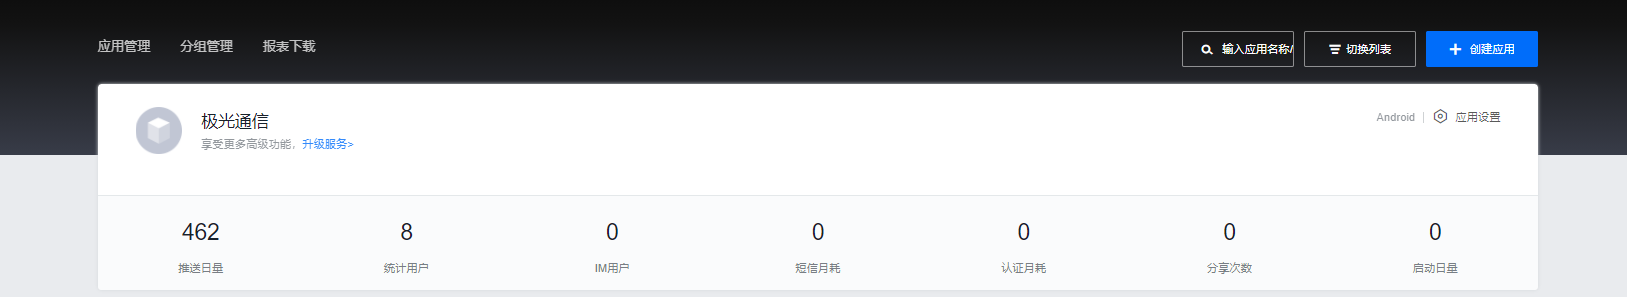 应用管理 分组管理 报表下载 输入应用名称/ 切换列表 创建应用
极光通信 Android 应用设置
享受更多高级功能，升级服务>
462 8 0 0 0 0 0
推送日量 统计用户 IM用户 短信月耗 认证月耗 分享次数 启动日量